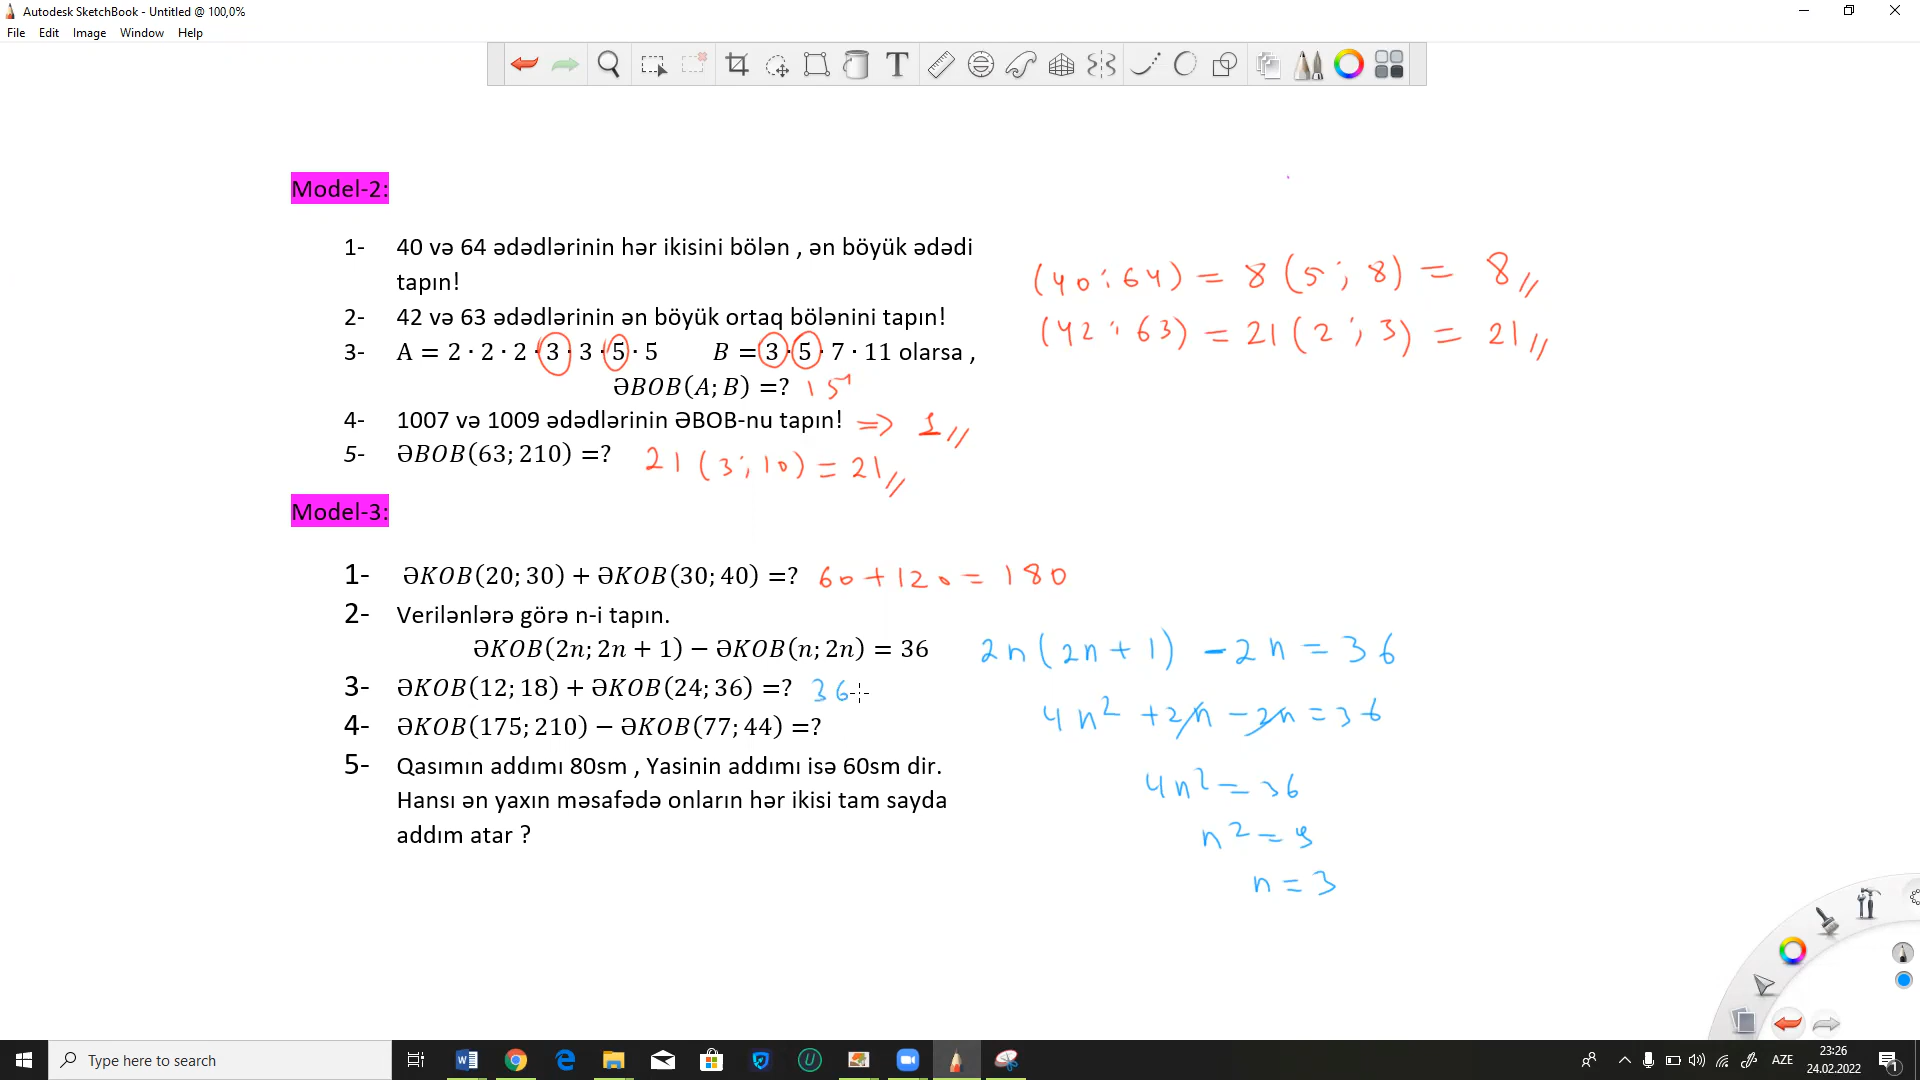 Autodesk SketchBook - Untitled @ 100,0%
File Edit Image Window Help
Model-2:
1- 40 və 64 ədədlərinin hər ikisini bölən , ən böyük ədədi
tapın!
(40;64) = 8(5;8) = 8//
2- 42 və 63 ədədlərinin ən böyük ortaq bölənini tapın!
(42;63) = 21(2;3) = 21//
3- A = 2 · 2 · 2 · 3 · 3 · 5 · 5 B = 3 · 5 · 7 · 11 olarsa ,
ƏBOB(A; B) =? 15
4- 1007 və 1009 ədədlərinin ƏBOB-nu tapın! => 1//
5- ƏBOB(63; 210) =? 21(3;10) = 21//
Model-3:
1- ƏKOB(20; 30) + ƏKOB(30; 40) =? 60+120 = 180
2- Verilənlərə görə n-i tapın.
ƏKOB(2n; 2n + 1) − ƏKOB(n; 2n) = 36 2n(2n+1) - 2n = 36
3- ƏKOB(12; 18) + ƏKOB(24; 36) =? 36
4n² + 2n - 2n = 36
4- ƏKOB(175; 210) − ƏKOB(77; 44) =?
5- Qasımın addımı 80sm , Yasinin addımı isə 60sm dir.
4n² = 36
Hansı ən yaxın məsafədə onların hər ikisi tam sayda
addım atar ?
n² = 9
n = 3
Type here to search
AZE
23:26
24.02.2022
1